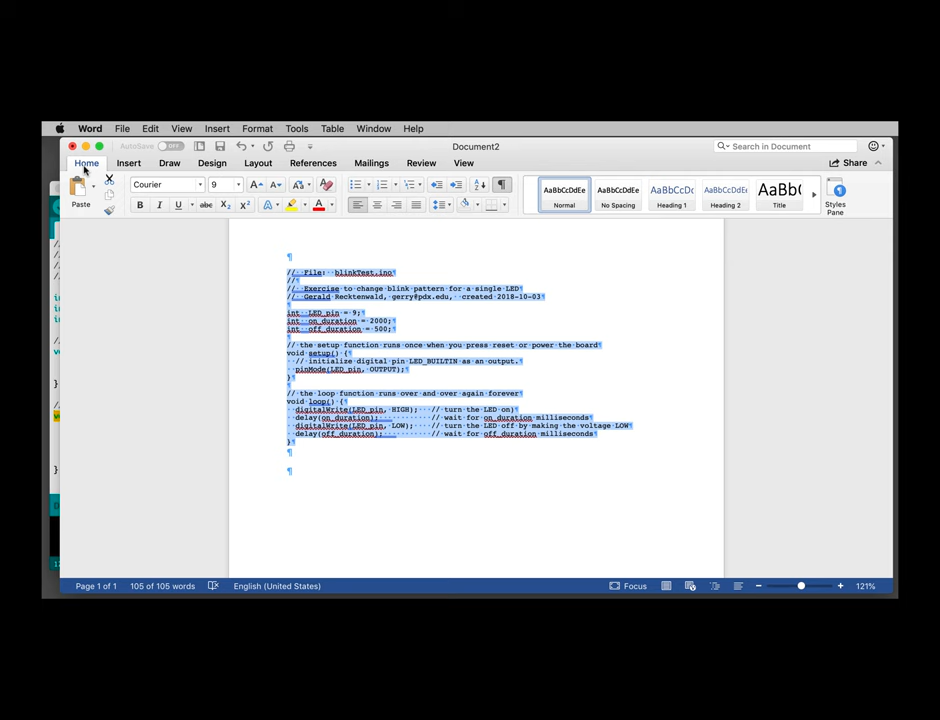 Word File Edit View Insert Format Tools Table Window Help
AutoSave OFF Document2 Search in Document
Home Insert Draw Design Layout References Mailings Review View Share
Paste Courier 9 A A Aa A
B I U abc X2 X2 A A
AaBbCcDdEe AaBbCcDdEe AaBbCcDc AaBbCcDdEe AaBb(
Normal No Spacing Heading 1 Heading 2 Title Styles Pane
// File: blinkTest.ino
//
// Exercise to change blink pattern for a single LED
// Gerald Recktenwald, gerry@pdx.edu, created 2018-10-03
int LED_pin = 9;
int on_duration = 2000;
int off_duration = 500;
// the setup function runs once when you press reset or power the board
void setup() {
// initialize digital pin LED_BUILTIN as an output.
pinMode(LED_pin, OUTPUT);
}
// the loop function runs over and over again forever
void loop() {
digitalWrite(LED_pin, HIGH); // turn the LED on)
delay(on_duration); // wait for on_duration milliseconds
digitalWrite(LED_pin, LOW); // turn the LED off by making the voltage LOW
delay(off_duration); // wait for off_duration milliseconds
}
Page 1 of 1 105 of 105 words English (United States) Focus 121%